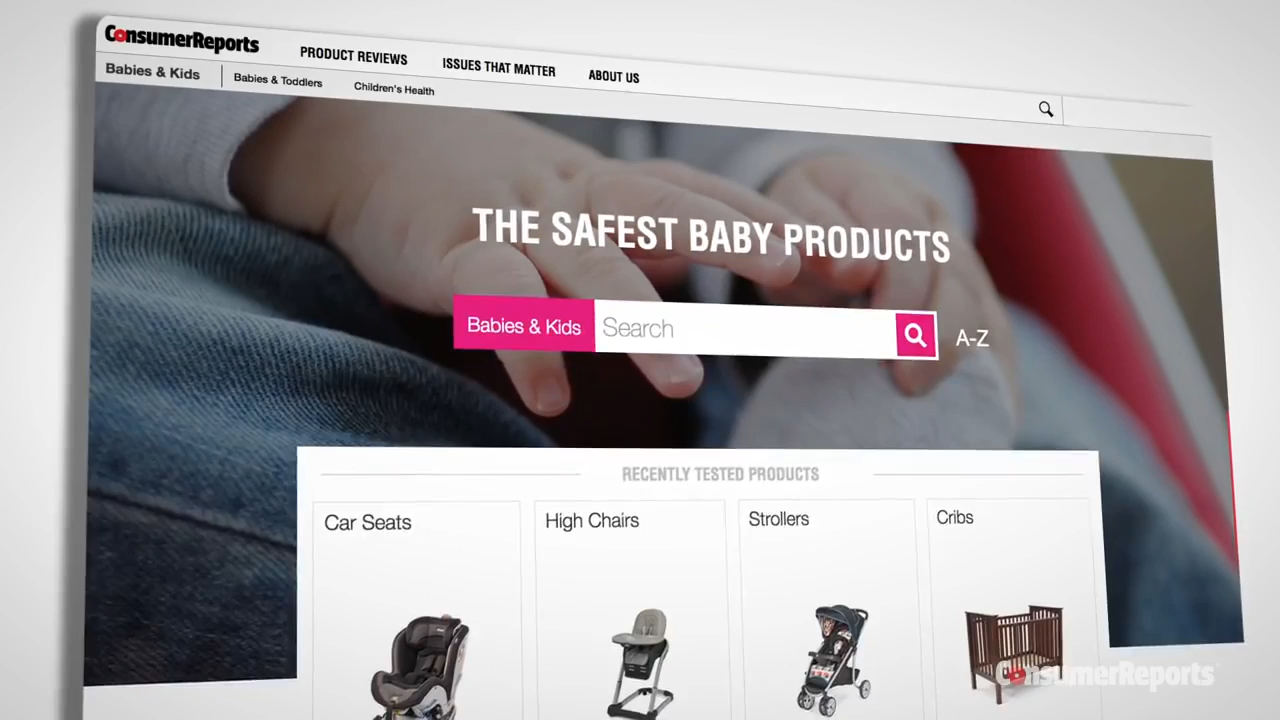 ConsumerReports
PRODUCT REVIEWS
ISSUES THAT MATTER
ABOUT US
Babies & Kids
Babies & Toddlers
Children's Health
THE SAFEST BABY PRODUCTS
Babies & Kids
Search
A-Z
RECENTLY TESTED PRODUCTS
Car Seats
High Chairs
Strollers
Cribs
ConsumerReports